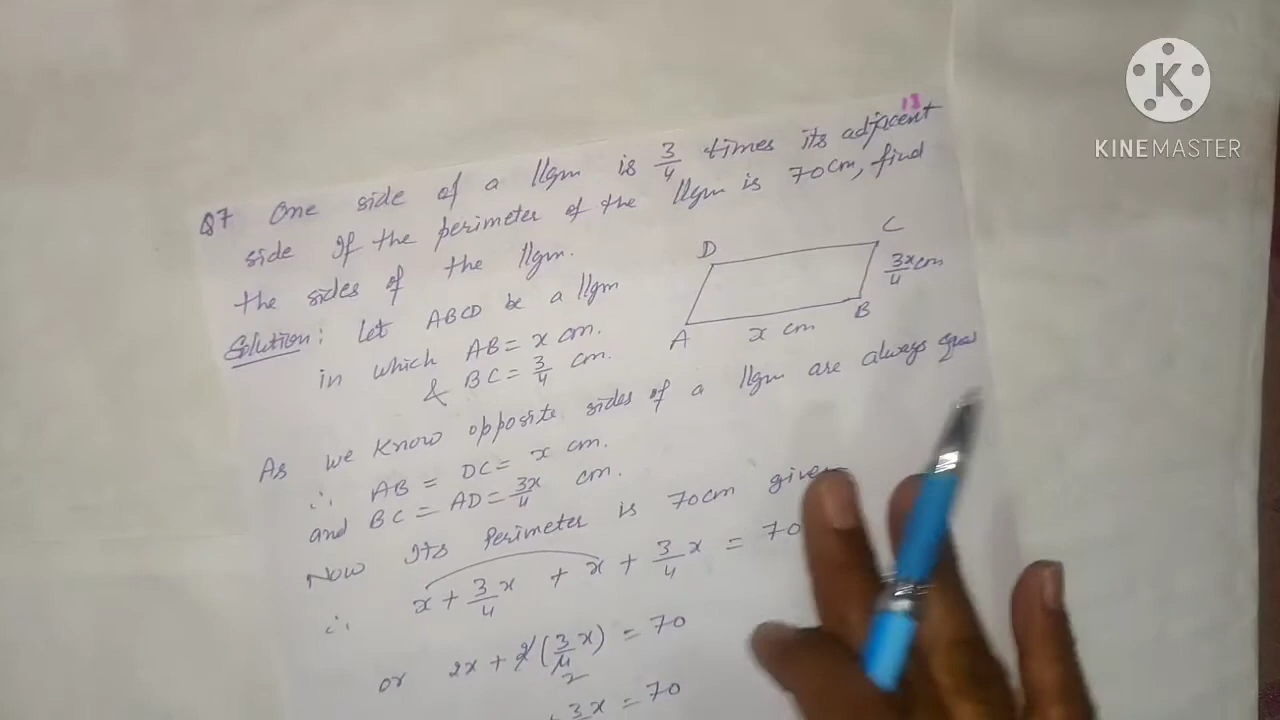 K
KINEMASTER
13
Q7 One side of a llgm is 3/4 times its adjacent
side If the perimeter of the llgm is 70cm, find
the sides of the llgm.
Solution: Let ABCD be a llgm
in which AB = x cm.
& BC = 3/4 cm.
D
C
3x/4 cm
A
x cm
B
As we know opposite sides of a llgm are always
∴ AB = DC = x cm.
and BC = AD = 3x/4 cm.
Now Its Perimeter is 70cm given
∴ x + 3/4 x + x + 3/4 x = 70
or 2x + 2(3/4 x) = 70
2
+ 3x = 70